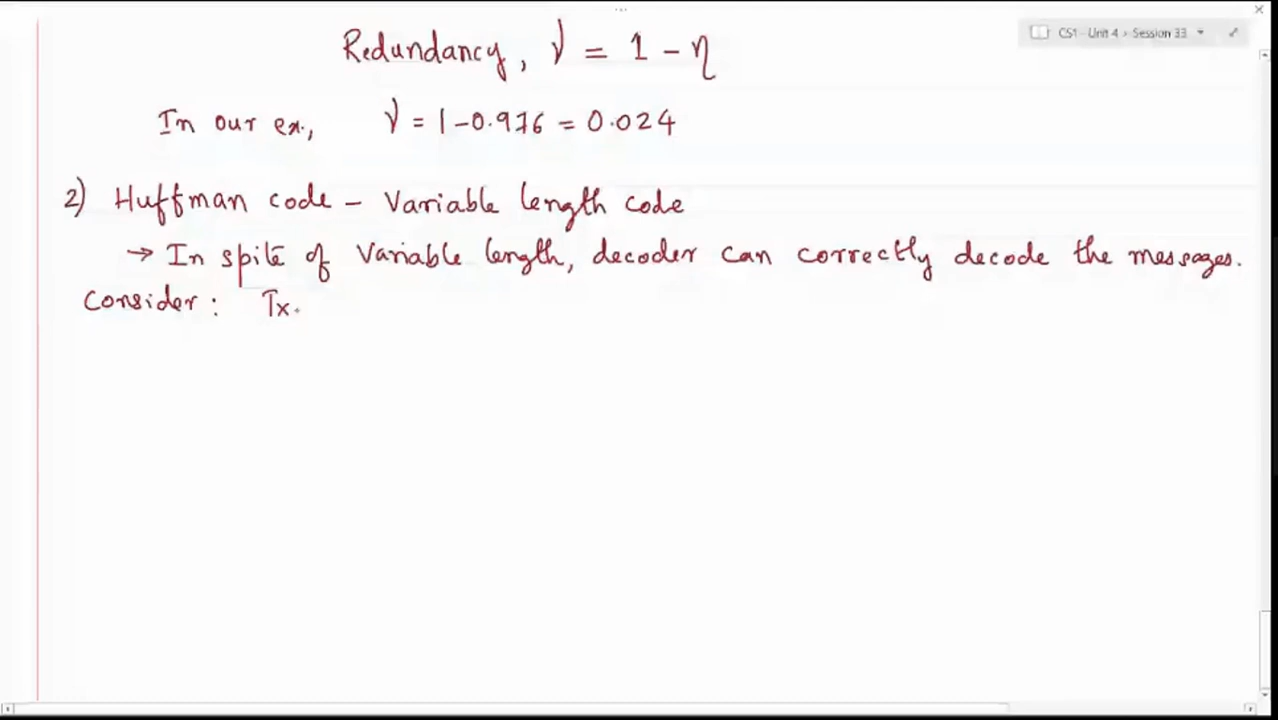 CS1 - Unit 4 > Session 33
Redundancy, γ = 1 - η
In our ex., γ = 1 - 0.976 = 0.024
2) Huffman code - Variable length code
→ In spite of Variable length, decoder can correctly decode the messages.
Consider: Tx.